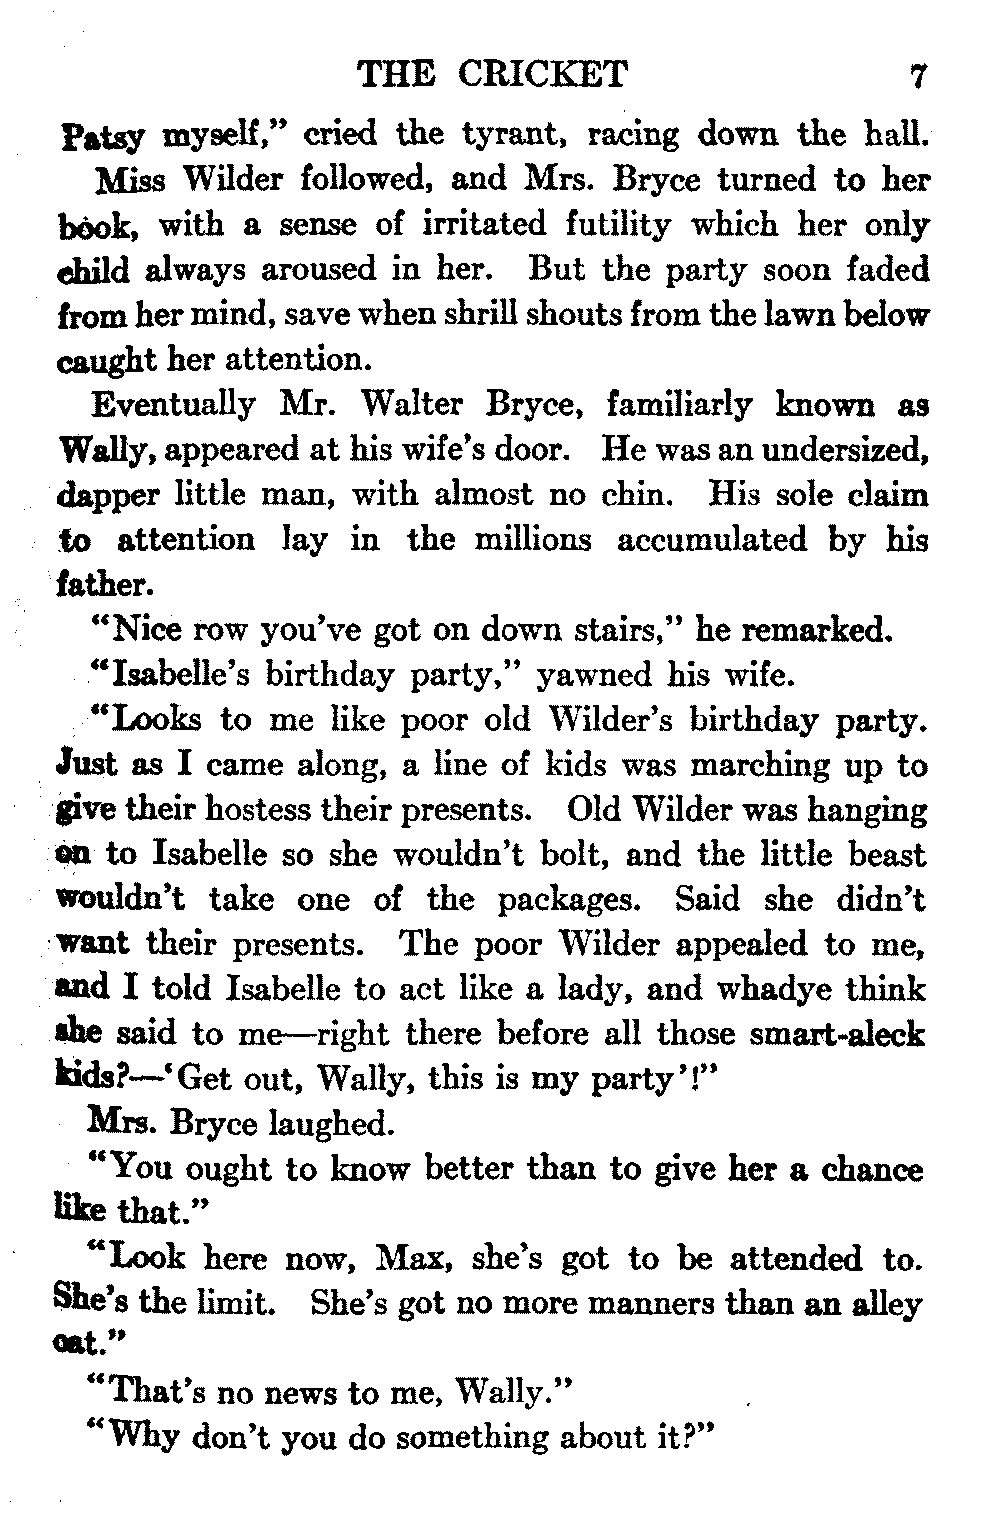 THE CRICKET 7
Patsy myself," cried the tyrant, racing down the hall.
Miss Wilder followed, and Mrs. Bryce turned to her
book, with a sense of irritated futility which her only
child always aroused in her. But the party soon faded
from her mind, save when shrill shouts from the lawn below
caught her attention.
Eventually Mr. Walter Bryce, familiarly known as
Wally, appeared at his wife's door. He was an undersized,
dapper little man, with almost no chin. His sole claim
to attention lay in the millions accumulated by his
father.
"Nice row you've got on down stairs," he remarked.
"Isabelle's birthday party," yawned his wife.
"Looks to me like poor old Wilder's birthday party.
Just as I came along, a line of kids was marching up to
give their hostess their presents. Old Wilder was hanging
on to Isabelle so she wouldn't bolt, and the little beast
wouldn't take one of the packages. Said she didn't
want their presents. The poor Wilder appealed to me,
and I told Isabelle to act like a lady, and whadye think
she said to me—right there before all those smart-aleck
kids?—'Get out, Wally, this is my party'!"
Mrs. Bryce laughed.
"You ought to know better than to give her a chance
like that."
"Look here now, Max, she's got to be attended to.
She's the limit. She's got no more manners than an alley
cat."
"That's no news to me, Wally."
"Why don't you do something about it?"